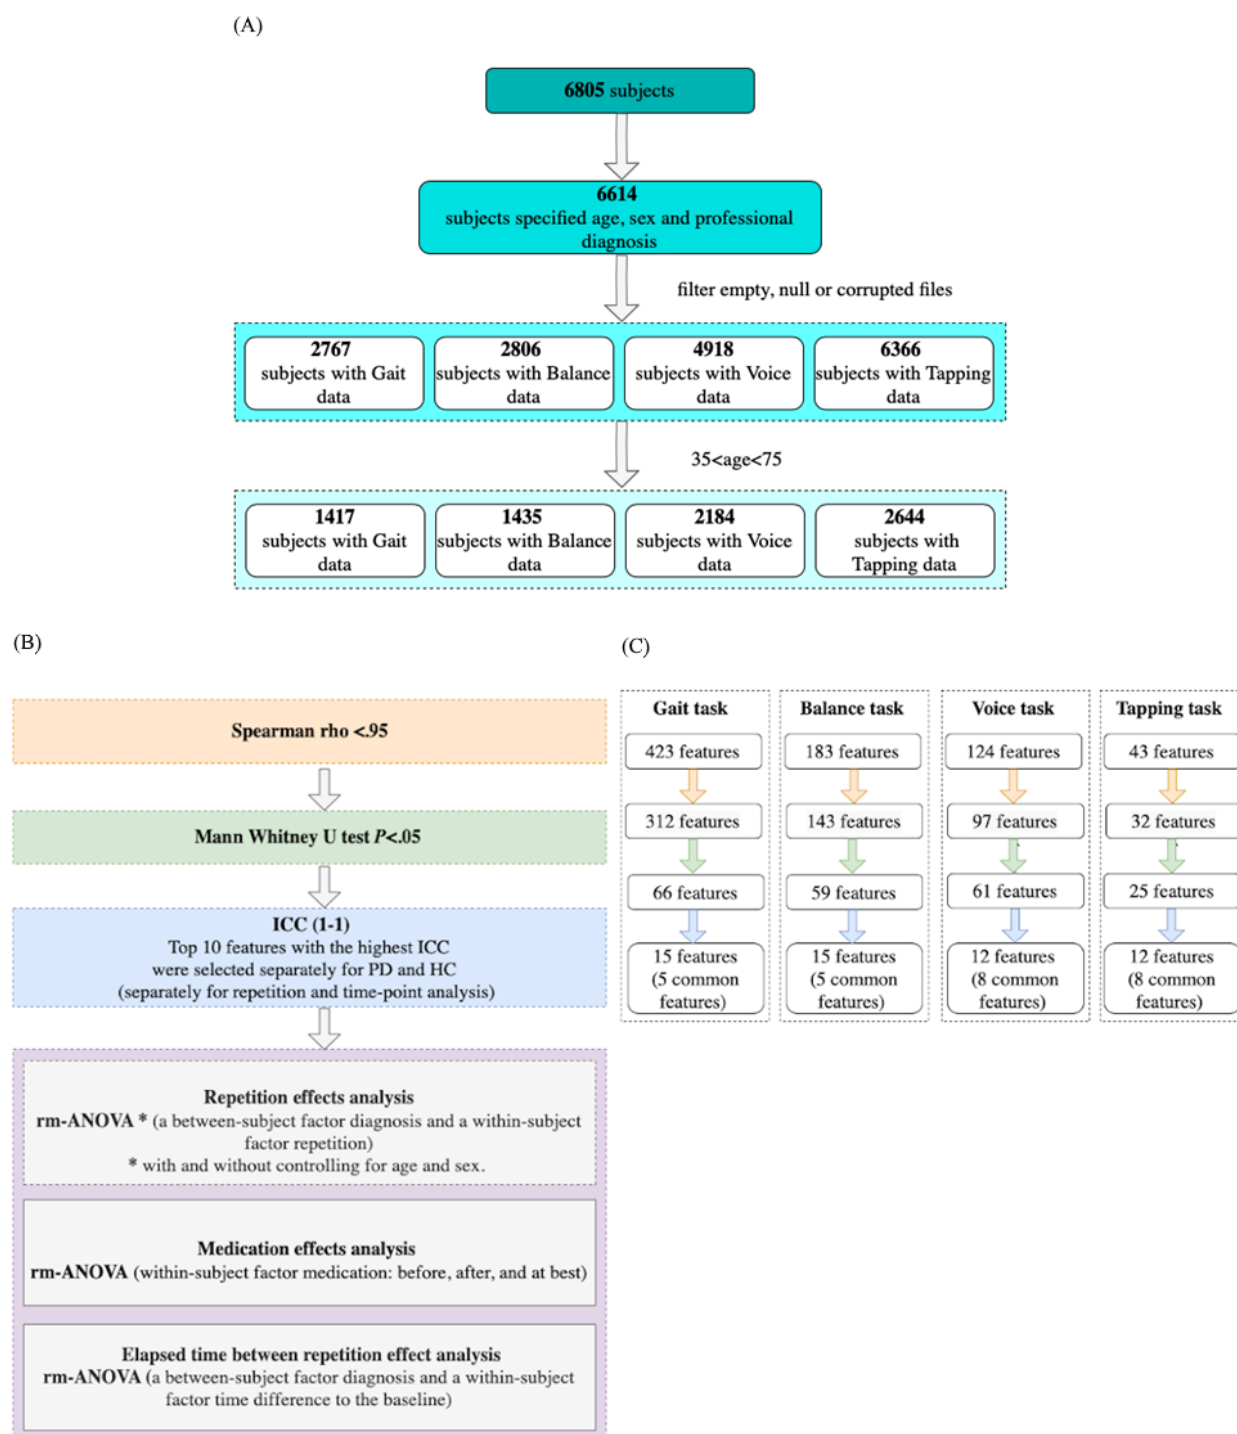 (A)
6805 subjects
6614
subjects specified age, sex and professional
diagnosis
filter empty, null or corrupted files
2767
subjects with Gait
data
2806
subjects with Balance
data
4918
subjects with Voice
data
6366
subjects with Tapping
data
35<age<75
1417
subjects with Gait
data
1435
subjects with Balance
data
2184
subjects with Voice
data
2644
subjects with
Tapping data
(B)
Spearman rho <.95
Mann Whitney U test P<.05
ICC (1-1)
Top 10 features with the highest ICC
were selected separately for PD and HC
(separately for repetition and time-point analysis)
Repetition effects analysis
rm-ANOVA * (a between-subject factor diagnosis and a within-subject
factor repetition)
* with and without controlling for age and sex.
Medication effects analysis
rm-ANOVA (within-subject factor medication: before, after, and at best)
Elapsed time between repetition effect analysis
rm-ANOVA (a between-subject factor diagnosis and a within-subject
factor time difference to the baseline)
(C)
Gait task
423 features
312 features
66 features
15 features
(5 common
features)
Balance task
183 features
143 features
59 features
15 features
(5 common
features)
Voice task
124 features
97 features
61 features
12 features
(8 common
features)
Tapping task
43 features
32 features
25 features
12 features
(8 common
features)